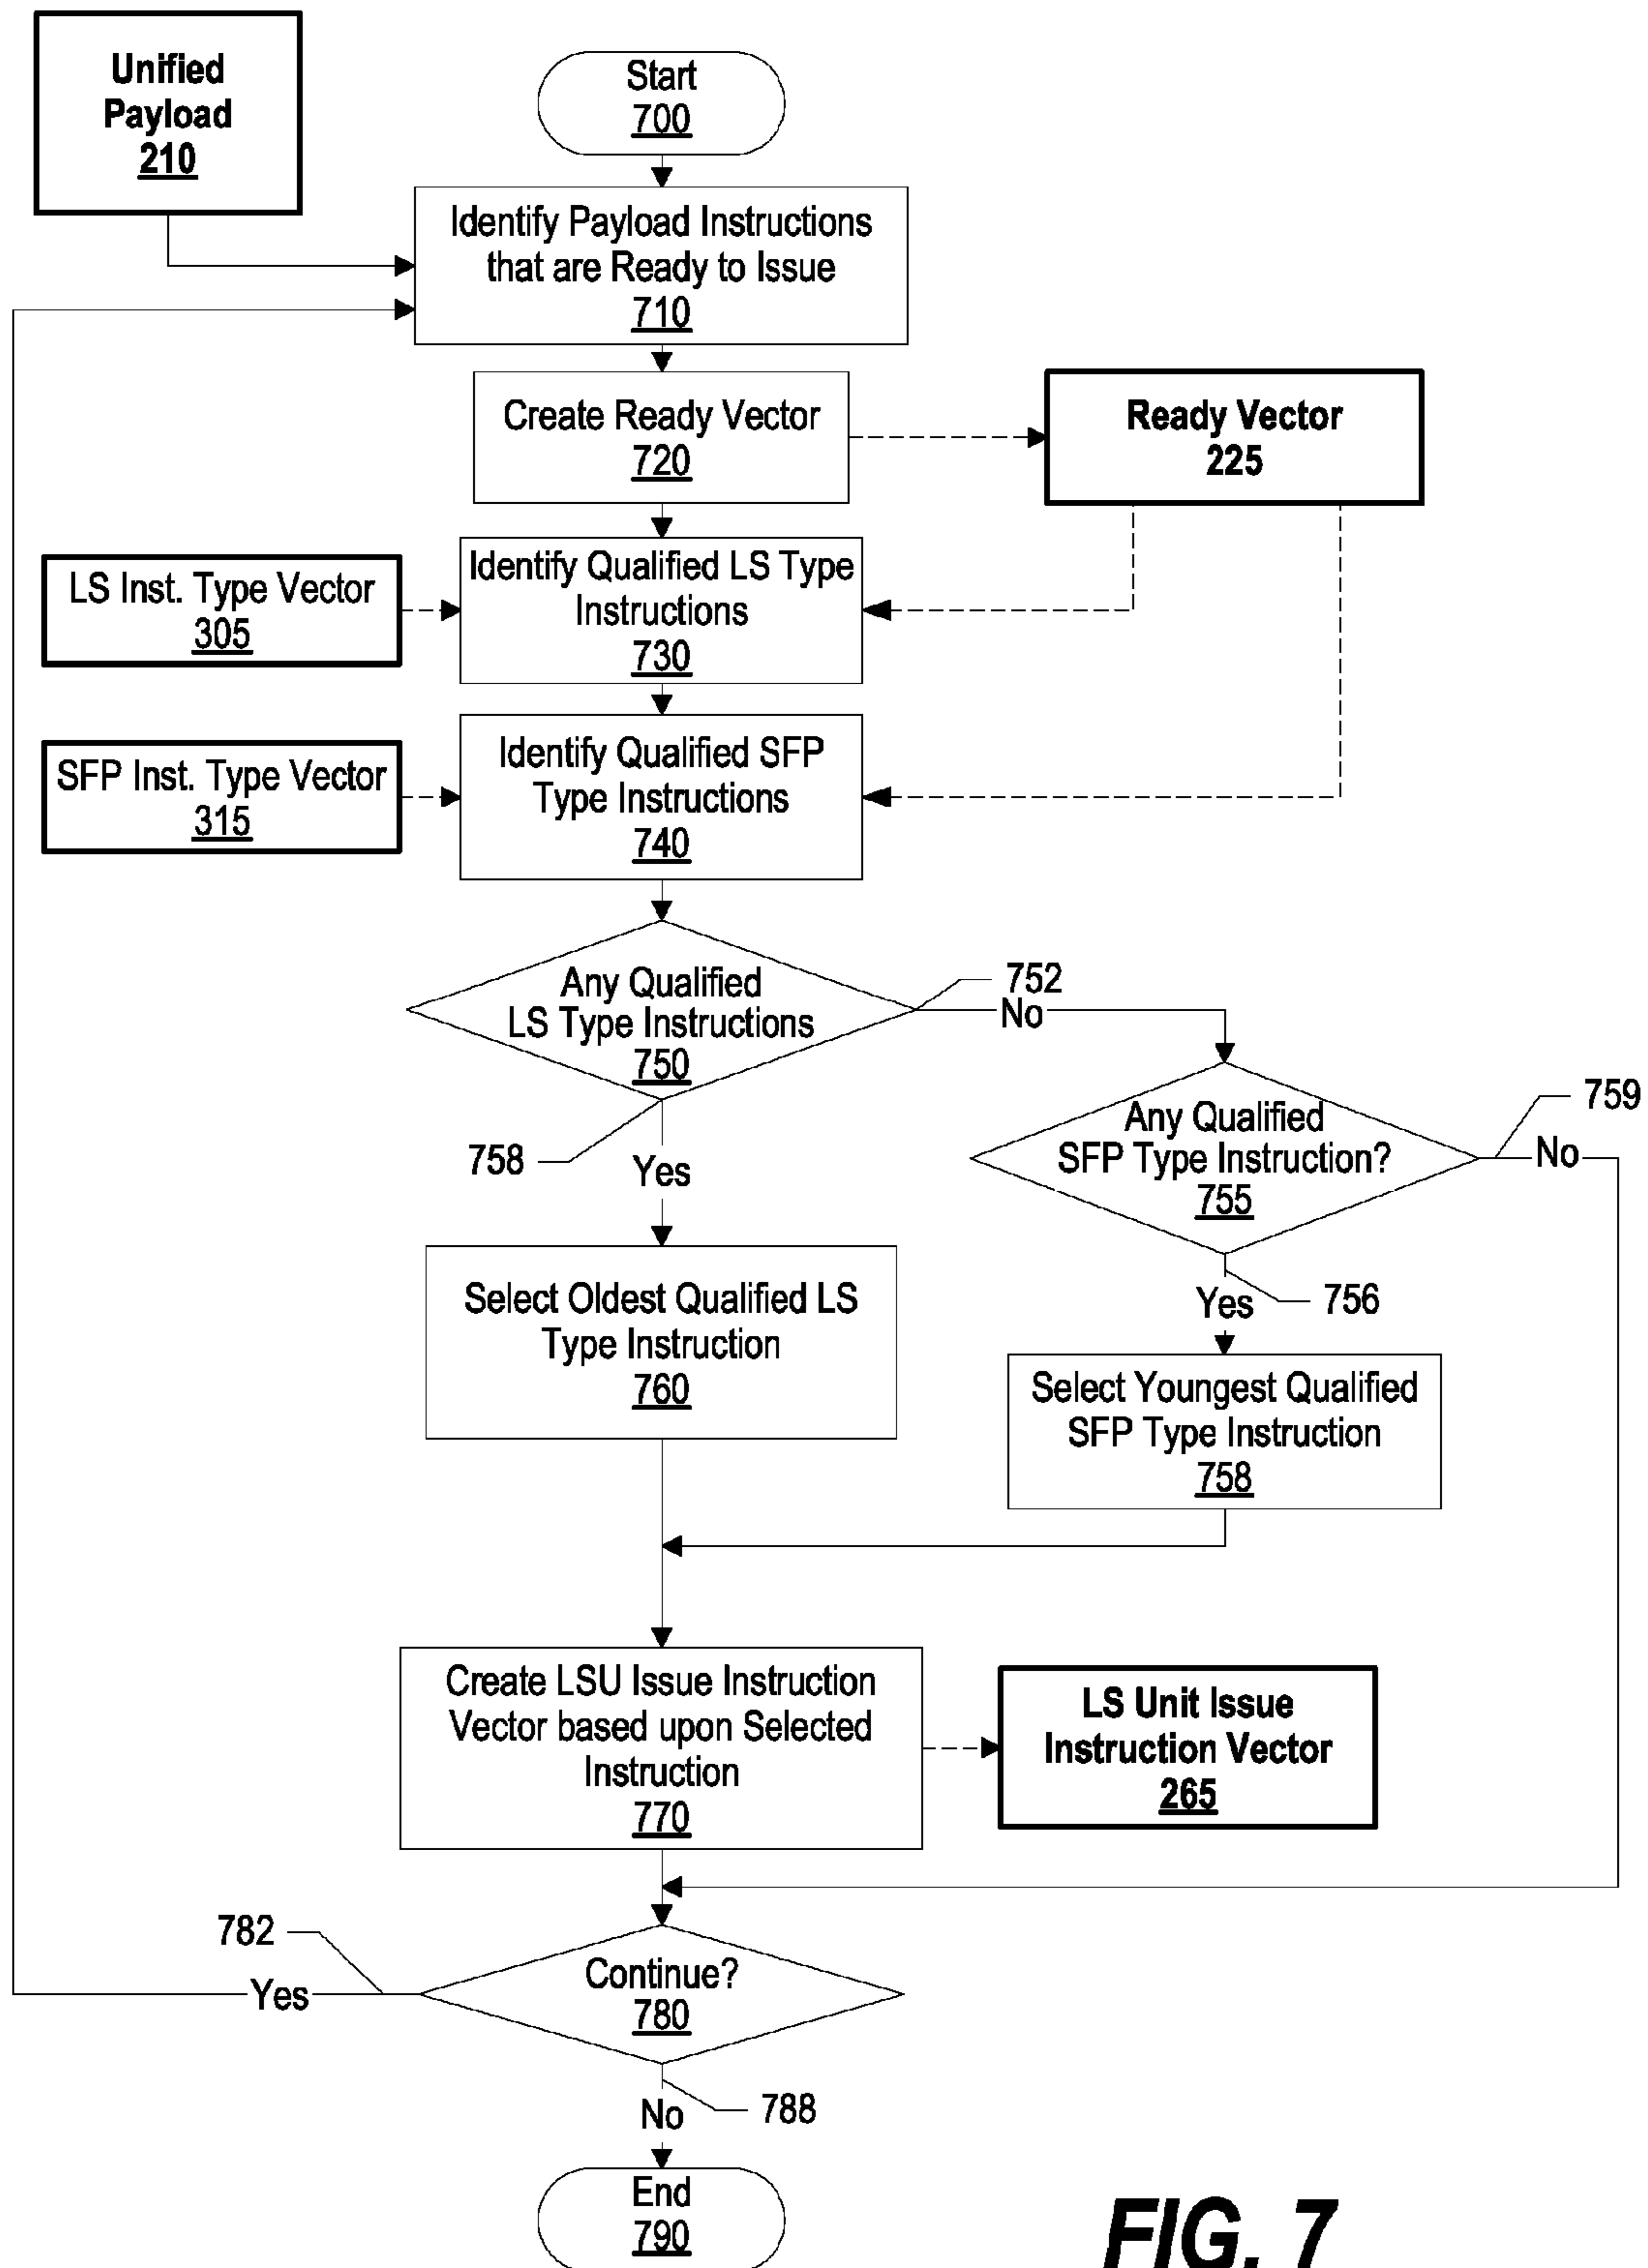 Unified
Payload
210
Start
700
Identify Payload Instructions
that are Ready to Issue
710
Create Ready Vector
720
Ready Vector
225
LS Inst. Type Vector
305
Identify Qualified LS Type
Instructions
730
SFP Inst. Type Vector
315
Identify Qualified SFP
Type Instructions
740
Any Qualified
LS Type Instructions
750
752
No
758
Yes
Any Qualified
SFP Type Instruction?
755
759
No
756
Yes
Select Oldest Qualified LS
Type Instruction
760
Select Youngest Qualified
SFP Type Instruction
758
Create LSU Issue Instruction
Vector based upon Selected
Instruction
770
LS Unit Issue
Instruction Vector
265
782
Yes
Continue?
780
788
No
End
790
FIG. 7